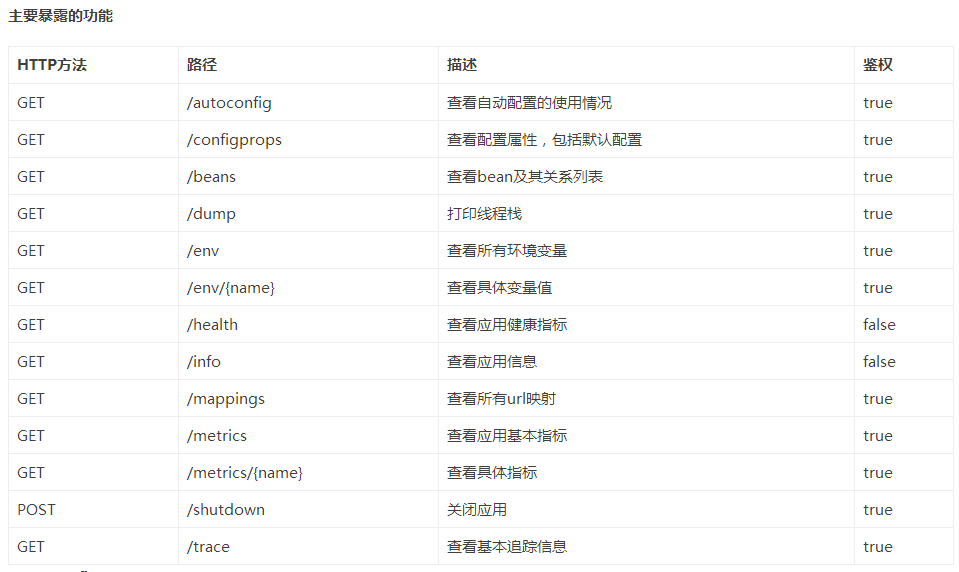 主要暴露的功能
HTTP方法 路径 描述 鉴权
GET /autoconfig 查看自动配置的使用情况 true
GET /configprops 查看配置属性，包括默认配置 true
GET /beans 查看bean及其关系列表 true
GET /dump 打印线程栈 true
GET /env 查看所有环境变量 true
GET /env/{name} 查看具体变量值 true
GET /health 查看应用健康指标 false
GET /info 查看应用信息 false
GET /mappings 查看所有url映射 true
GET /metrics 查看应用基本指标 true
GET /metrics/{name} 查看具体指标 true
POST /shutdown 关闭应用 true
GET /trace 查看基本追踪信息 true